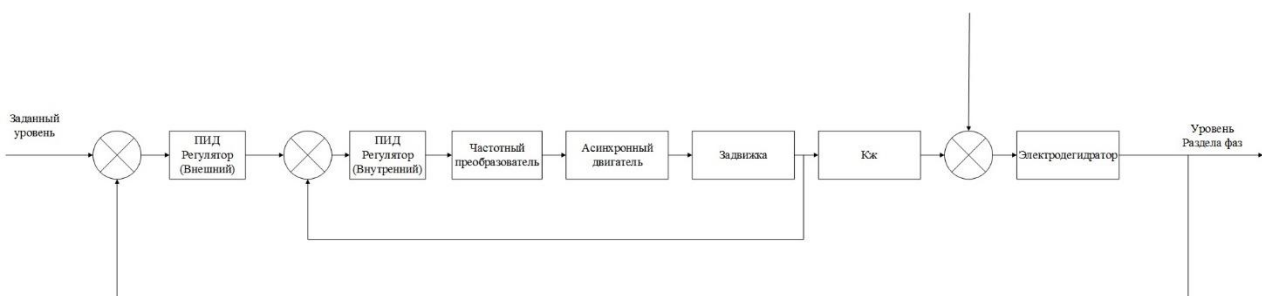 Заданный
уровень
ПИД
Регулятор
(Внешний)
ПИД
Регулятор
(Внутренний)
Частотный
преобразователь
Асинхронный
двигатель
Задвижка
Кж
Электродегидратор
Уровень
Раздела фаз